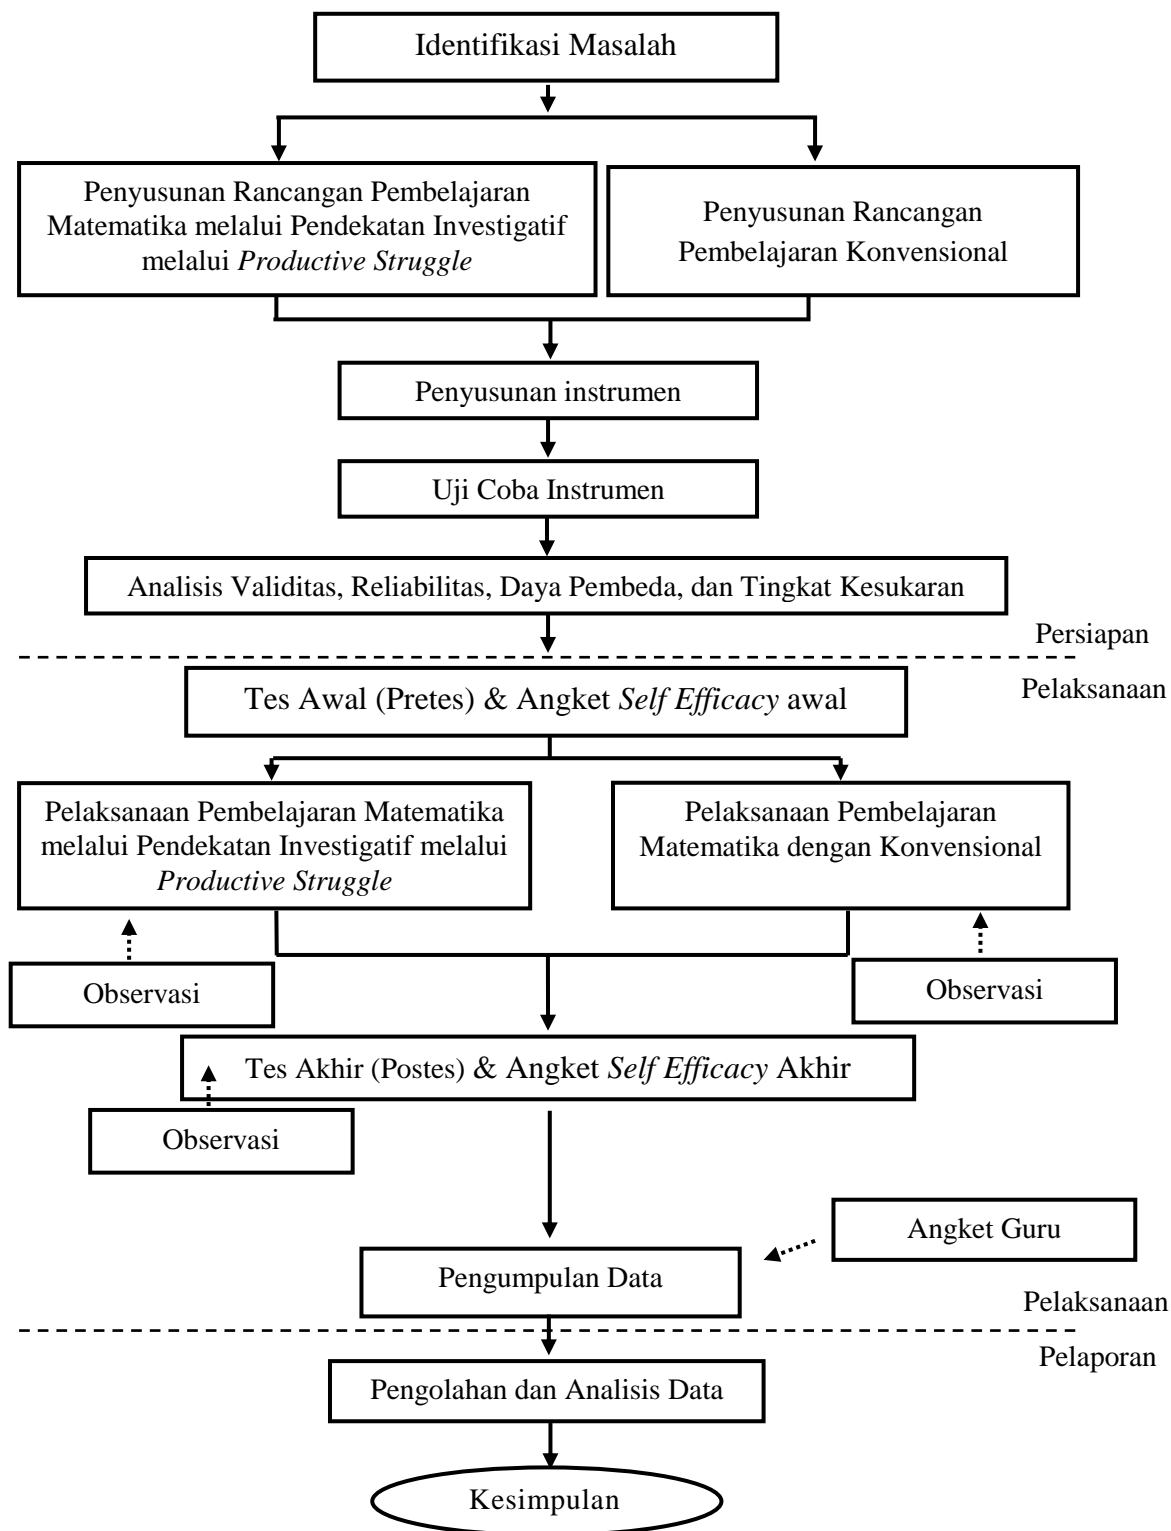 Identifikasi Masalah
Penyusunan Rancangan Pembelajaran
Matematika melalui Pendekatan Investigatif
melalui Productive Struggle
Penyusunan Rancangan
Pembelajaran Konvensional
Penyusunan instrumen
Uji Coba Instrumen
Analisis Validitas, Reliabilitas, Daya Pembeda, dan Tingkat Kesukaran
Persiapan
Tes Awal (Pretes) & Angket Self Efficacy awal
Pelaksanaan
Pelaksanaan Pembelajaran Matematika
melalui Pendekatan Investigatif melalui
Productive Struggle
Pelaksanaan Pembelajaran
Matematika dengan Konvensional
Observasi
Observasi
Tes Akhir (Postes) & Angket Self Efficacy Akhir
Observasi
Angket Guru
Pengumpulan Data
Pelaksanaan
Pelaporan
Pengolahan dan Analisis Data
Kesimpulan